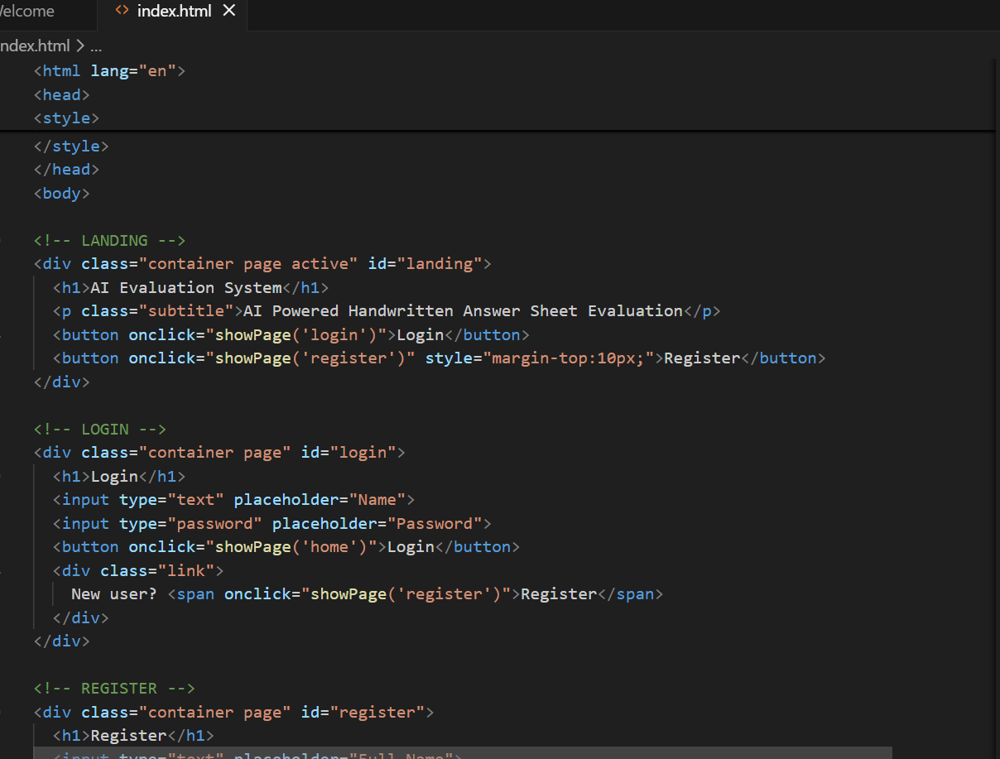 Welcome
index.html
index.html > ...
<html lang="en">
<head>
<style>
</style>
</head>
<body>
<!-- LANDING -->
<div class="container page active" id="landing">
<h1>AI Evaluation System</h1>
<p class="subtitle">AI Powered Handwritten Answer Sheet Evaluation</p>
<button onclick="showPage('login')">Login</button>
<button onclick="showPage('register')" style="margin-top:10px;">Register</button>
</div>
<!-- LOGIN -->
<div class="container page" id="login">
<h1>Login</h1>
<input type="text" placeholder="Name">
<input type="password" placeholder="Password">
<button onclick="showPage('home')">Login</button>
<div class="link">
New user? <span onclick="showPage('register')">Register</span>
</div>
</div>
<!-- REGISTER -->
<div class="container page" id="register">
<h1>Register</h1>
<input type="text" placeholder="Full Name">